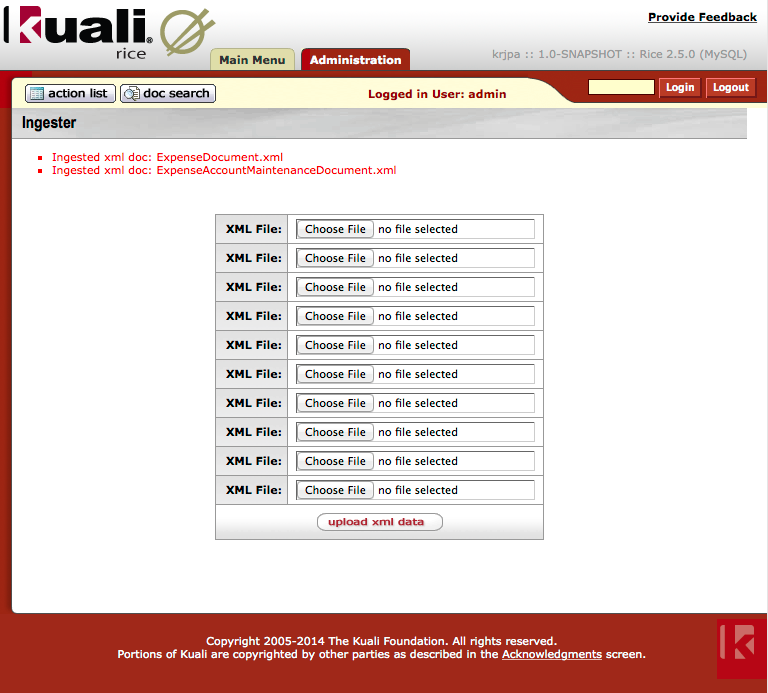 Kuali®
rice
Provide Feedback
Main Menu
Administration
krjpa :: 1.0-SNAPSHOT :: Rice 2.5.0 (MySQL)
action list
doc search
Logged in User: admin
Login
Logout
Ingester
Ingested xml doc: ExpenseDocument.xml
Ingested xml doc: ExpenseAccountMaintenanceDocument.xml
XML File: Choose File no file selected
XML File: Choose File no file selected
XML File: Choose File no file selected
XML File: Choose File no file selected
XML File: Choose File no file selected
XML File: Choose File no file selected
XML File: Choose File no file selected
XML File: Choose File no file selected
XML File: Choose File no file selected
XML File: Choose File no file selected
upload xml data
Copyright 2005-2014 The Kuali Foundation. All rights reserved.
Portions of Kuali are copyrighted by other parties as described in the Acknowledgments screen.